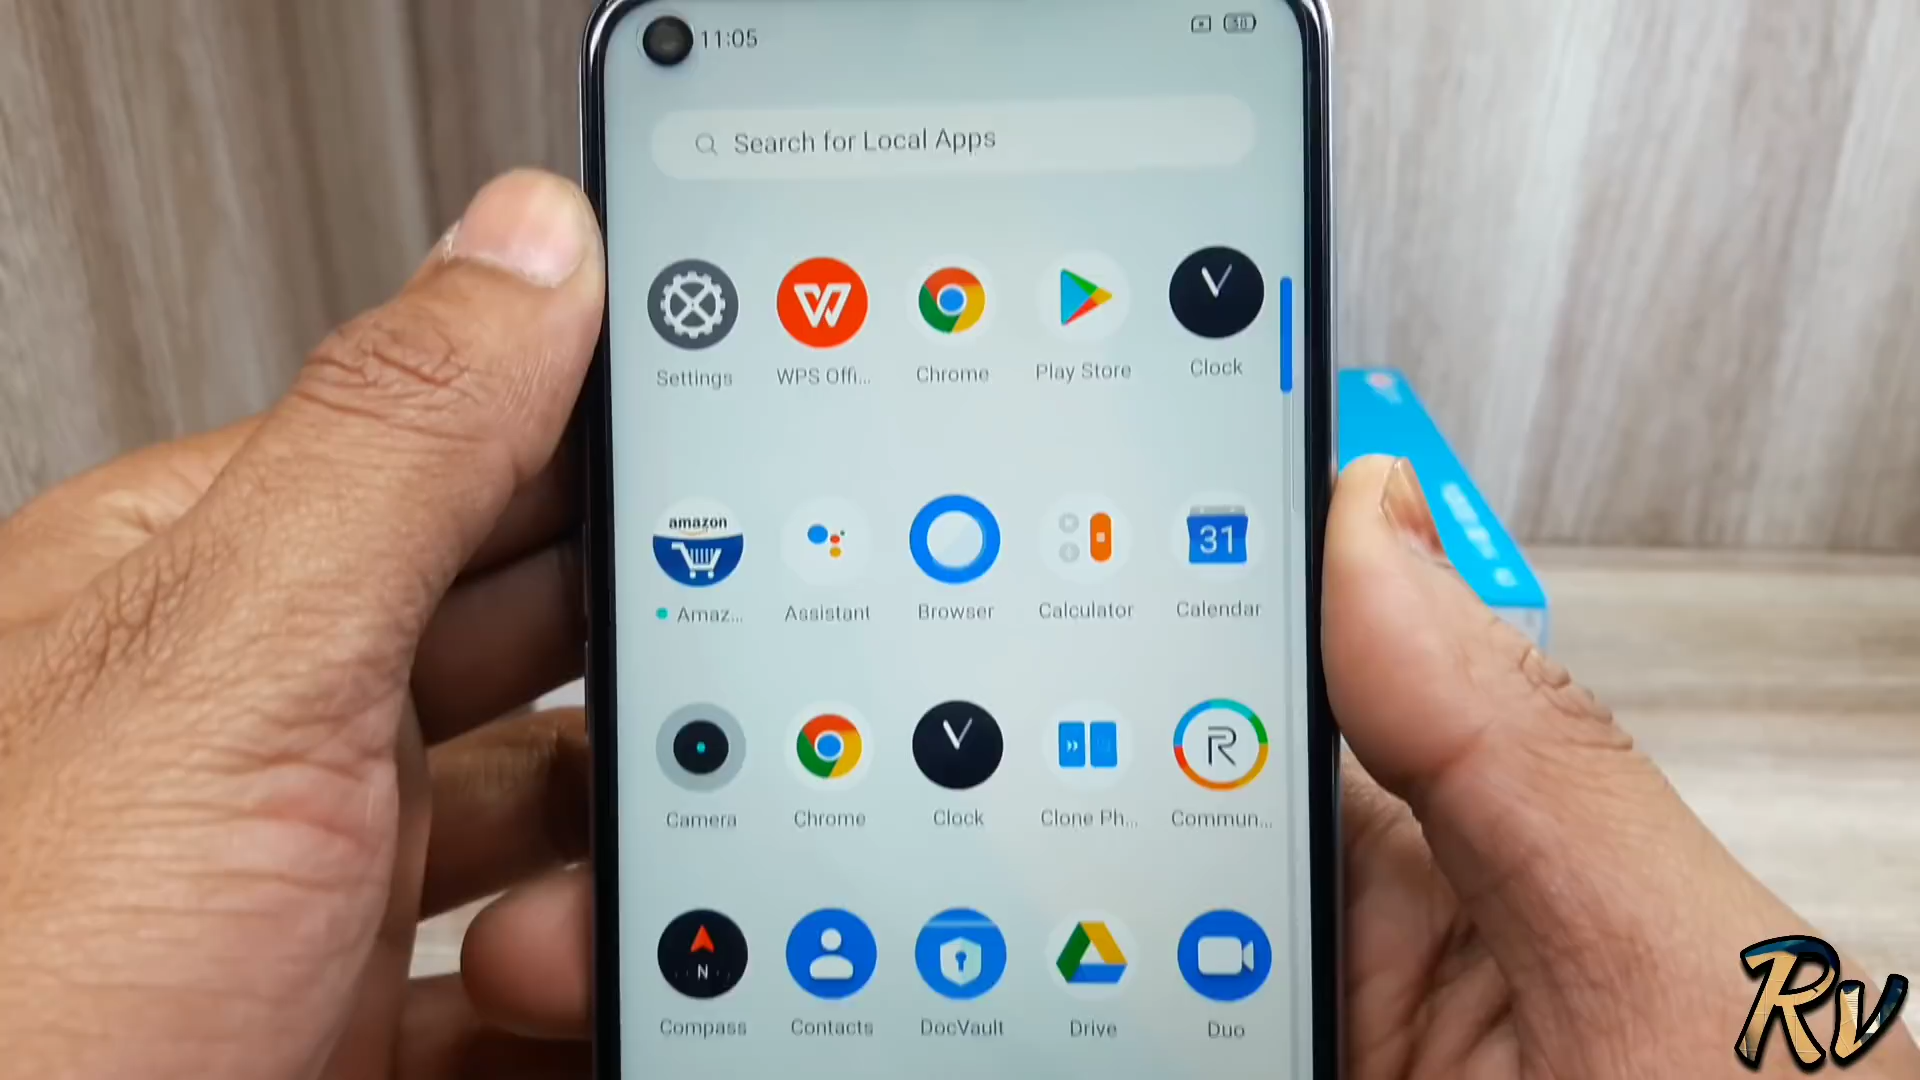 11:05
Search for Local Apps
Settings
WPS Offi...
Chrome
Play Store
Clock
amazon
31
Amaz...
Assistant
Browser
Calculator
Calendar
Camera
Chrome
Clock
Clone Ph...
Commun...
N
Compass
Contacts
DocVault
Drive
Duo
RV